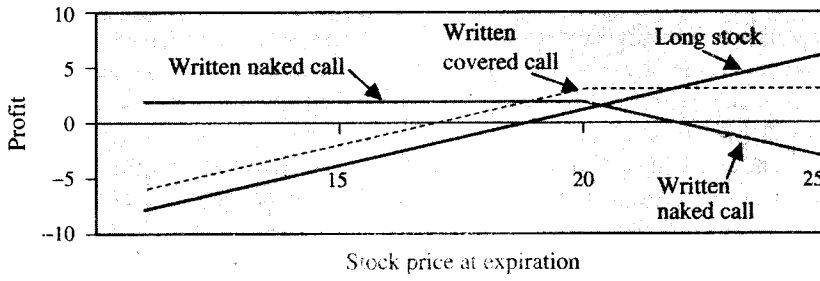 10
5
0
-5
-10
Profit
Written naked call
Written
covered call
Long stock
15
20
25
Written
naked call
Stock price at expiration